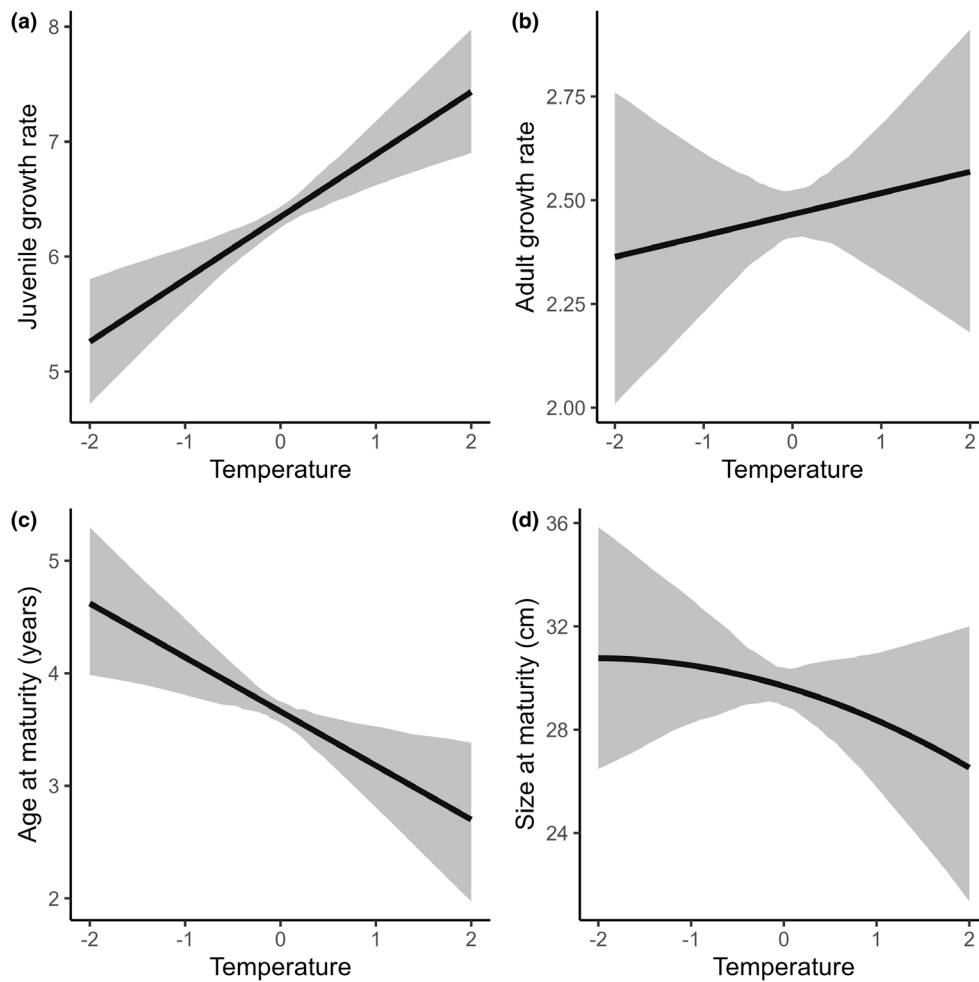 (a)
8
7
6
5
Juvenile growth rate
-2 -1 0 1 2
Temperature
(b)
2.75
2.50
2.25
2.00
Adult growth rate
-2 -1 0 1 2
Temperature
(c)
5
4
3
2
Age at maturity (years)
-2 -1 0 1 2
Temperature
(d)
36
32
28
24
Size at maturity (cm)
-2 -1 0 1 2
Temperature